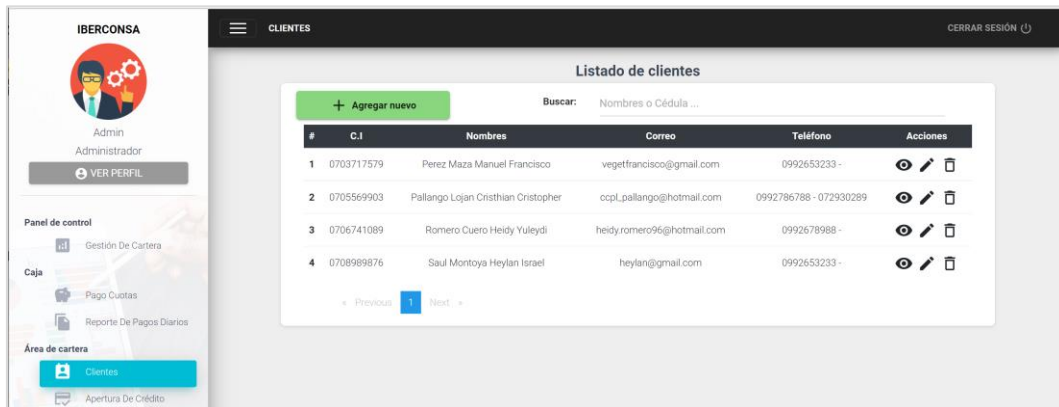 IBERCONSA
Admin
Administrador
VER PERFIL
Panel de control
Gestión De Cartera
Caja
Pago Cuotas
Reporte De Pagos Diarios
Área de cartera
Clientes
Apertura De Crédito
CLIENTES
CERRAR SESIÓN
Listado de clientes
+ Agregar nuevo
Buscar: Nombres o Cédula ...
# C.I Nombres Correo Teléfono Acciones
1 0703717579 Perez Maza Manuel Francisco vegetfrancisco@gmail.com 0992653233 -
2 0705569903 Pallango Lojan Cristhian Cristopher ccpl_pallango@hotmail.com 0992786788 - 072930289
3 0706741089 Romero Cuero Heidy Yuleydi heidy.romero96@hotmail.com 0992678988 -
4 0708989876 Saul Montoya Heylan Israel heylan@gmail.com 0992653233 -
« Previous 1 Next »